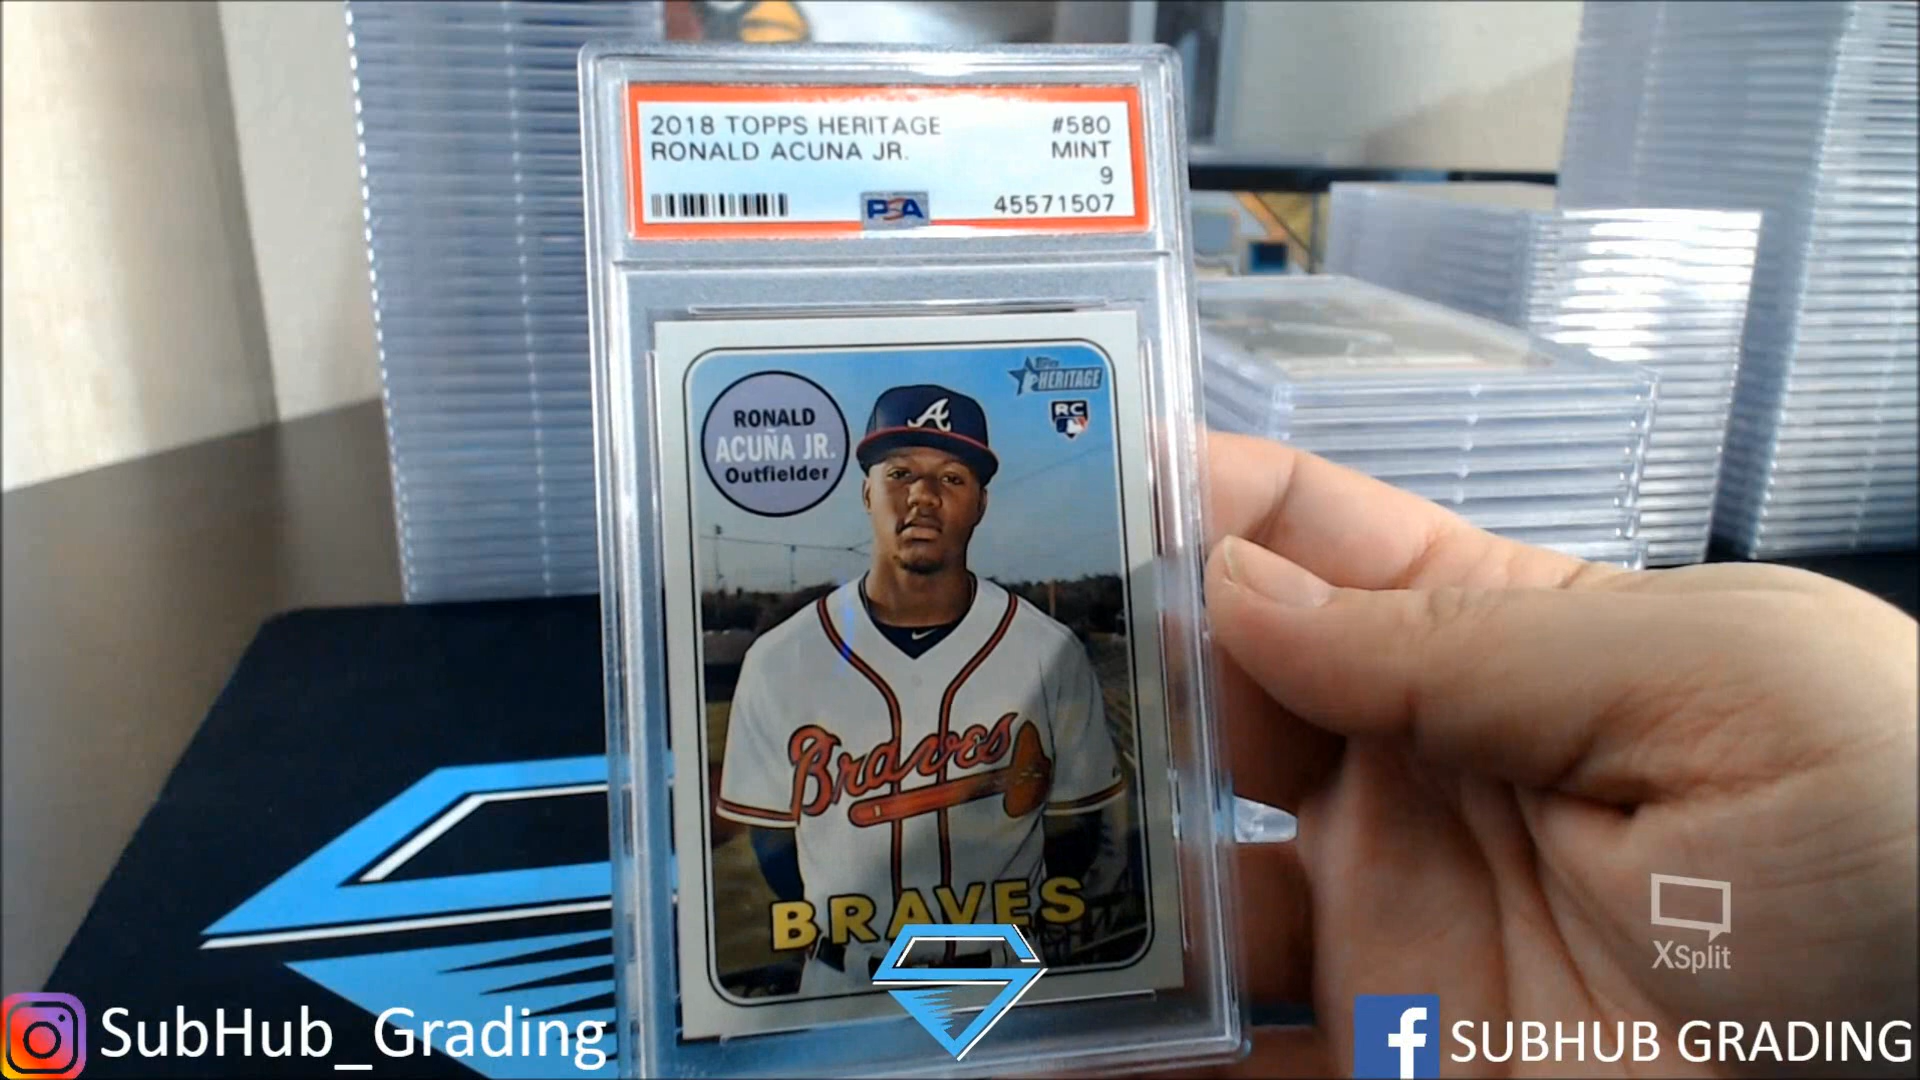 2018 TOPPS HERITAGE #580
RONALD ACUNA JR. MINT
9
PSA 45571507
Topps
HERITAGE
RC
RONALD
ACUÑA JR.
Outfielder
A
Braves
BRAVES
XSplit
SubHub_Grading
f SUBHUB GRADING